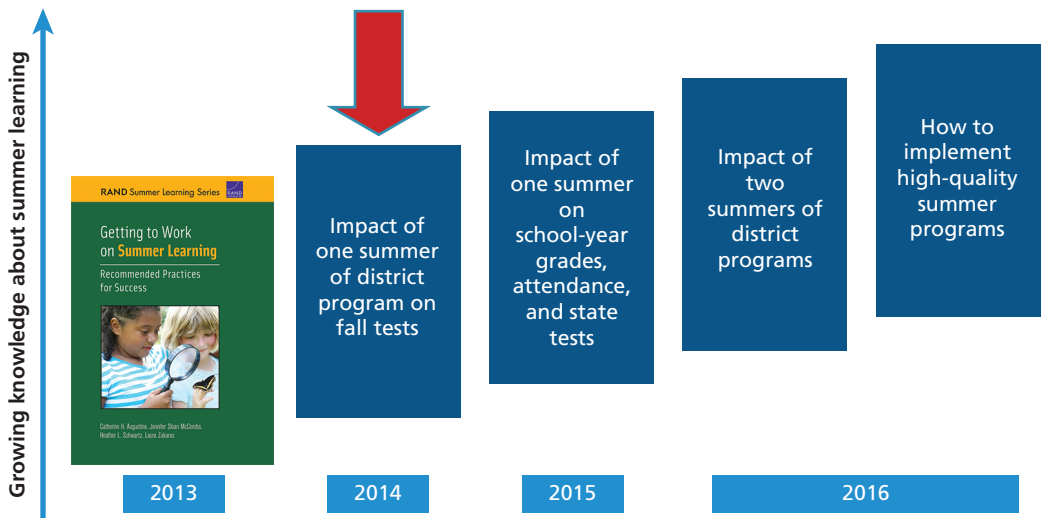 Growing knowledge about summer learning
RAND Summer Learning Series
RAND
Getting to Work
on Summer Learning
Recommended Practices
for Success
Catherine H. Augustine, Jennifer Sloan McCombs,
Heather L. Schwartz, Laura Zakaras
Impact of
one summer
of district
program on
fall tests
Impact of
one summer
on
school-year
grades,
attendance,
and state
tests
Impact of
two
summers of
district
programs
How to
implement
high-quality
summer
programs
2013
2014
2015
2016